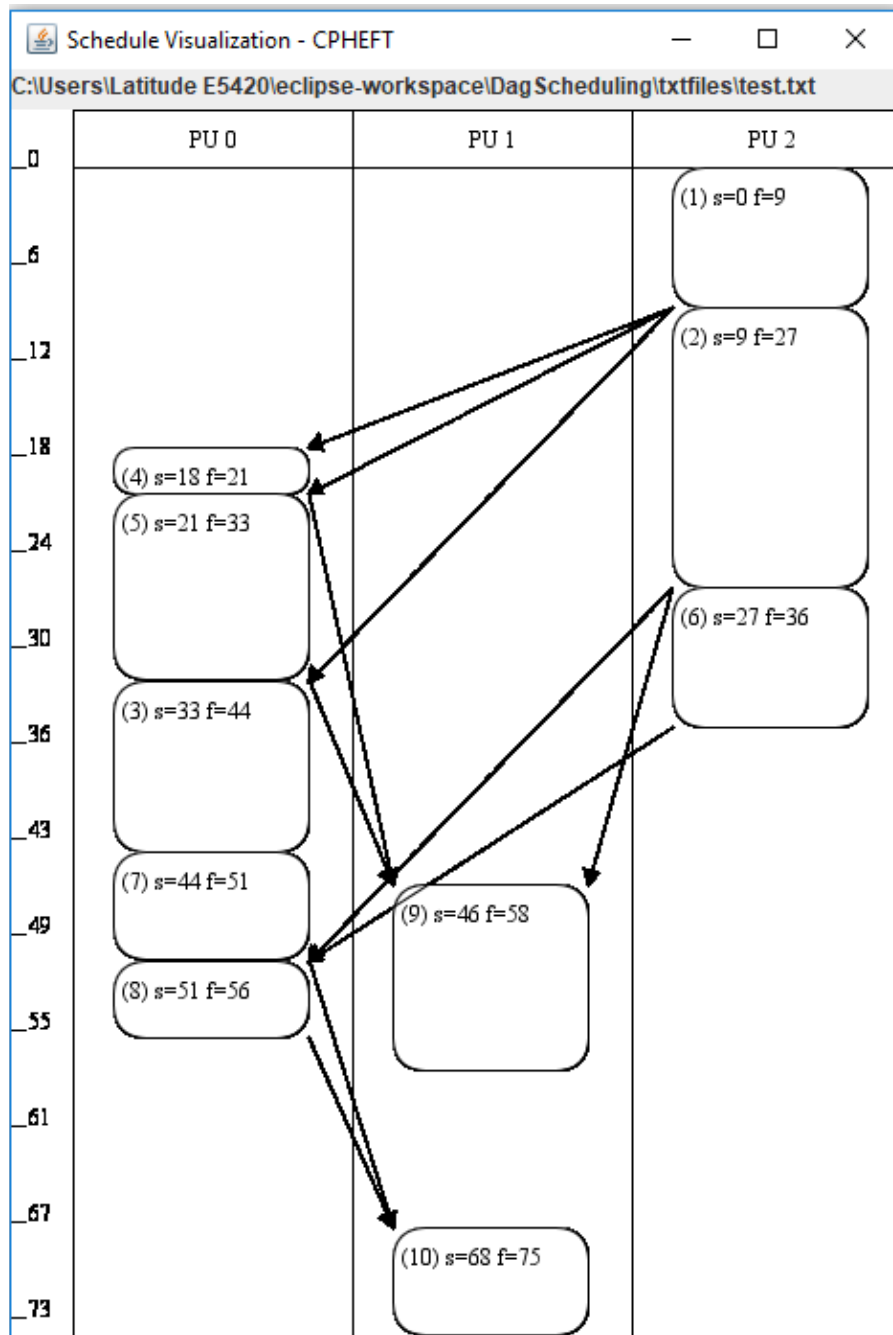 Schedule Visualization - CPHEFT
C:\Users\Latitude E5420\eclipse-workspace\DagScheduling\txtfiles\test.txt
PU 0 PU 1 PU 2
_0
(1) s=0 f=9
_6
(2) s=9 f=27
_12
_18
(4) s=18 f=21
(5) s=21 f=33
_24
(6) s=27 f=36
_30
(3) s=33 f=44
_36
_43
(7) s=44 f=51
(9) s=46 f=58
_49
(8) s=51 f=56
_55
_61
_67
(10) s=68 f=75
_73